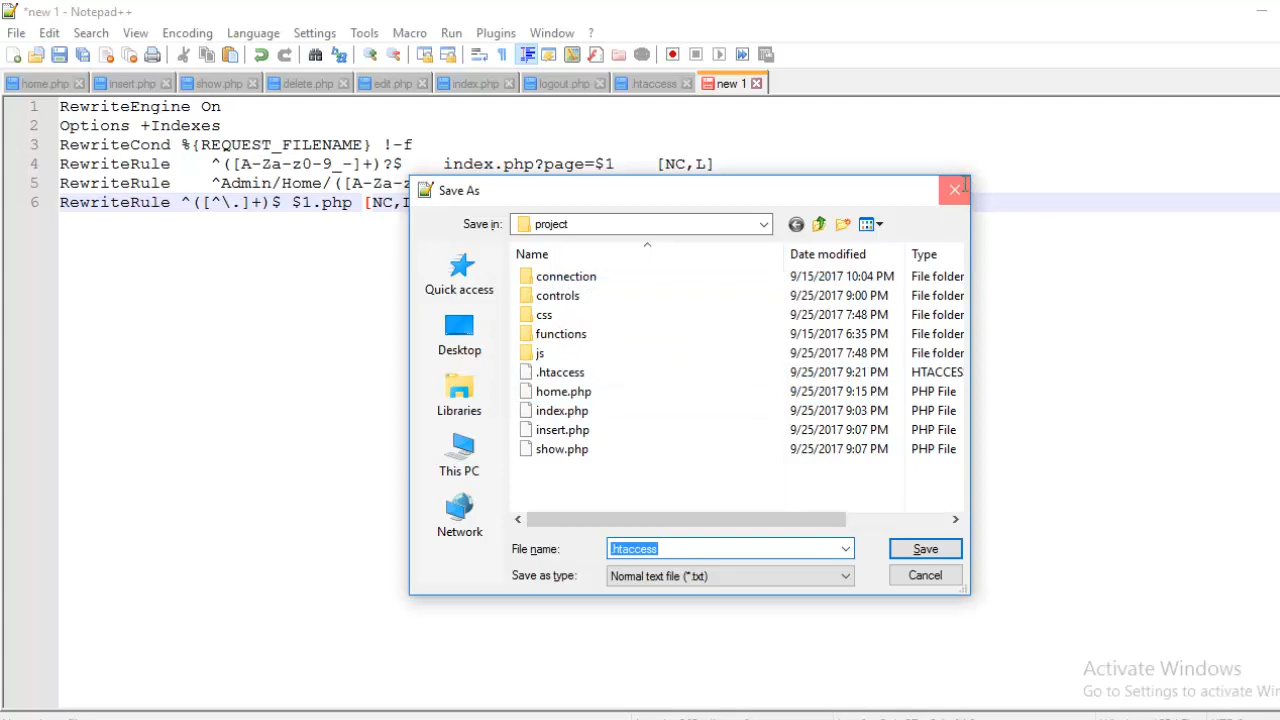 *new 1 - Notepad++
File Edit Search View Encoding Language Settings Tools Macro Run Plugins Window ?
home.php insert.php show.php delete.php edit.php index.php logout.php .htaccess new 1
1 RewriteEngine On
2 Options +Indexes
3 RewriteCond %{REQUEST_FILENAME} !-f
4 RewriteRule ^([A-Za-z0-9_-]+)?$ index.php?page=$1 [NC,L]
5 RewriteRule ^Admin/Home/([A-Za-z
6 RewriteRule ^([^\.]+)$ $1.php [NC,L
Save As
Save in: project
Name Date modified Type
connection 9/15/2017 10:04 PM File folder
controls 9/25/2017 9:00 PM File folder
css 9/25/2017 7:48 PM File folder
functions 9/15/2017 6:35 PM File folder
js 9/25/2017 7:48 PM File folder
.htaccess 9/25/2017 9:21 PM HTACCES
home.php 9/25/2017 9:15 PM PHP File
index.php 9/25/2017 9:03 PM PHP File
insert.php 9/25/2017 9:07 PM PHP File
show.php 9/25/2017 9:07 PM PHP File
Quick access
Desktop
Libraries
This PC
Network
File name: .htaccess Save
Save as type: Normal text file (*.txt) Cancel
Activate Windows
Go to Settings to activate Win